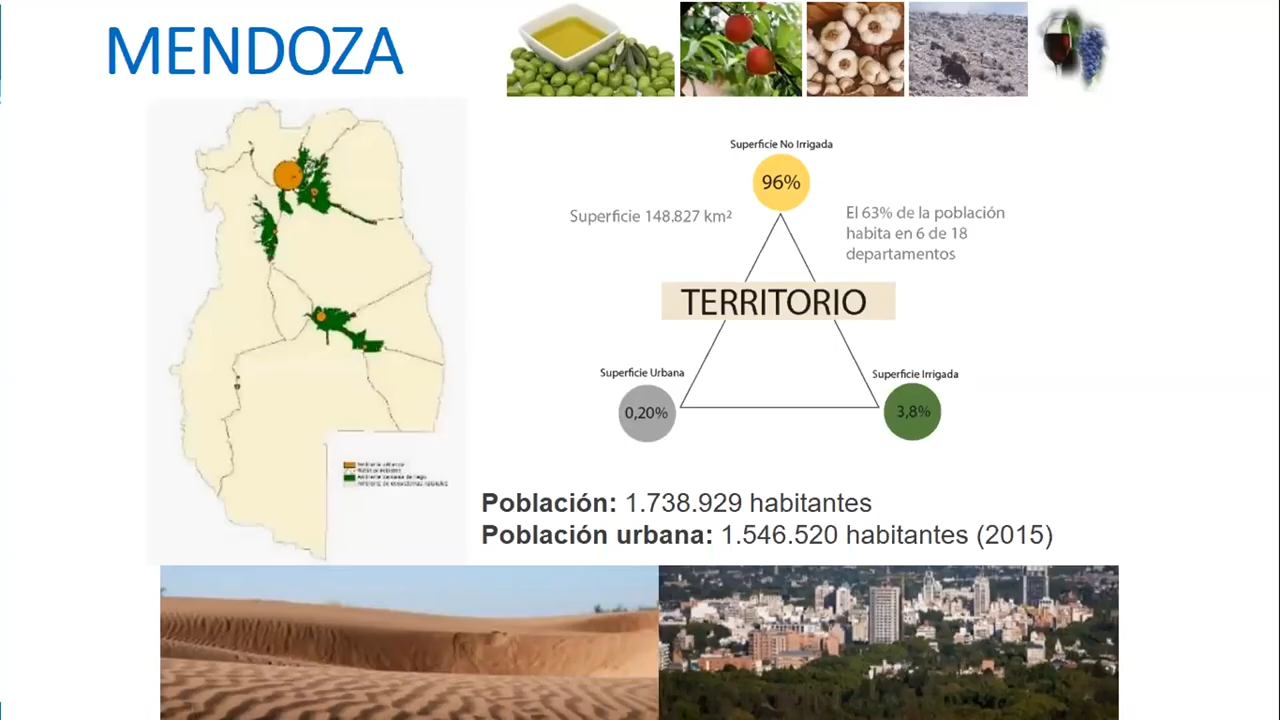 MENDOZA
Superficie No Irrigada
96%
Superficie 148.827 km²
El 63% de la población
habita en 6 de 18
departamentos
TERRITORIO
Superficie Urbana
0,20%
Superficie Irrigada
3,8%
Población: 1.738.929 habitantes
Población urbana: 1.546.520 habitantes (2015)